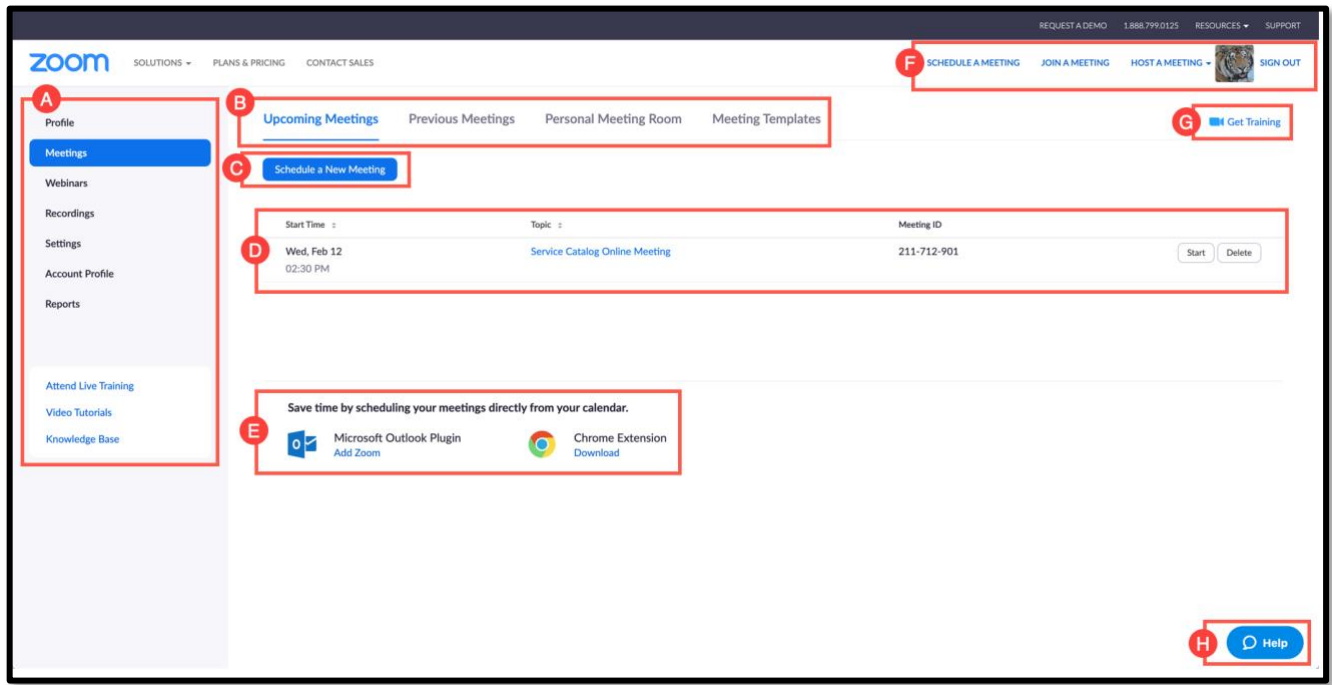 REQUEST A DEMO 1.888.799.0125 RESOURCES SUPPORT
zoom SOLUTIONS PLANS & PRICING CONTACT SALES
F SCHEDULE A MEETING JOIN A MEETING HOST A MEETING SIGN OUT
A
Profile
Meetings
Webinars
Recordings
Settings
Account Profile
Reports
Attend Live Training
Video Tutorials
Knowledge Base
B
Upcoming Meetings Previous Meetings Personal Meeting Room Meeting Templates
G Get Training
C Schedule a New Meeting
Start Time Topic Meeting ID
D Wed, Feb 12 Service Catalog Online Meeting 211-712-901 Start Delete
02:30 PM
Save time by scheduling your meetings directly from your calendar.
E Microsoft Outlook Plugin Chrome Extension
Add Zoom Download
H Help